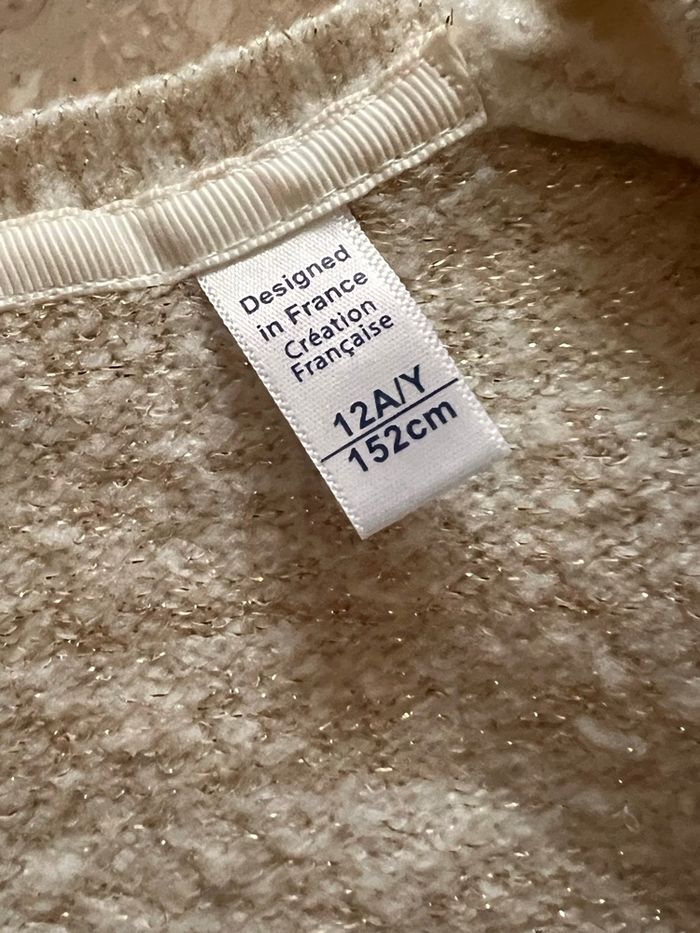 Designed
in France
Création
Française
12A/Y
152cm